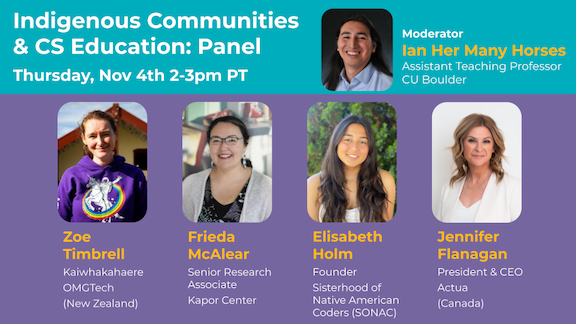 Indigenous Communities
& CS Education: Panel
Thursday, Nov 4th 2-3pm PT
Moderator
Ian Her Many Horses
Assistant Teaching Professor
CU Boulder
Zoe
Timbrell
Kaiwhakahaere
OMGTech
(New Zealand)
Frieda
McAlear
Senior Research
Associate
Kapor Center
Elisabeth
Holm
Founder
Sisterhood of
Native American
Coders (SONAC)
Jennifer
Flanagan
President & CEO
Actua
(Canada)